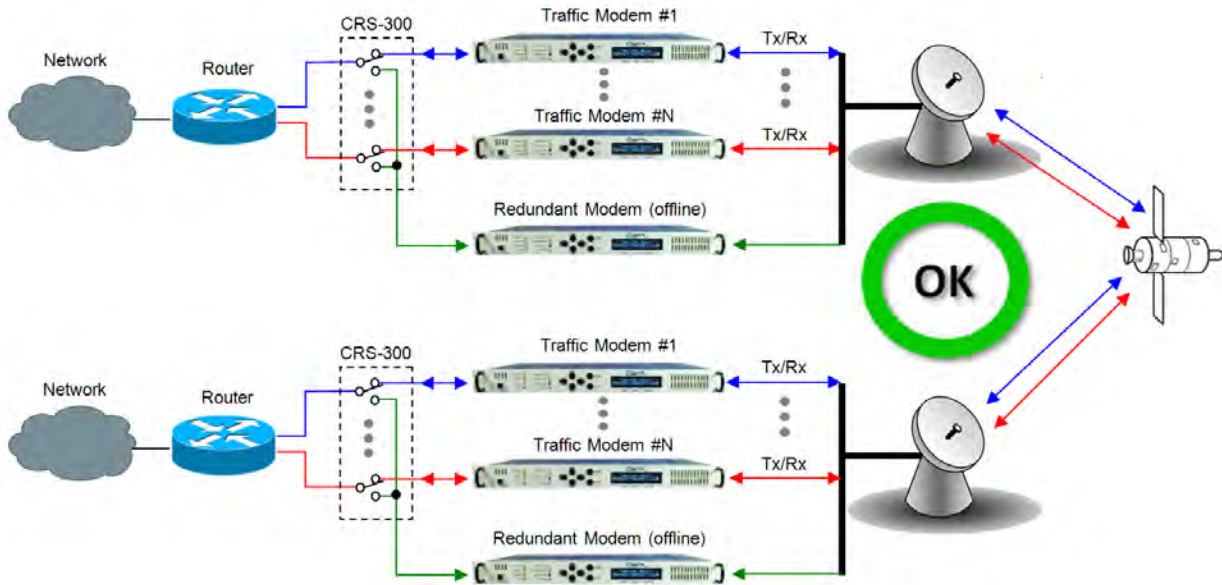 Traffic Modem #1
CRS-300
Network
Router
Tx/Rx
Traffic Modem #N
Tx/Rx
Redundant Modem (offline)
OK
Traffic Modem #1
CRS-300
Network
Router
Tx/Rx
Traffic Modem #N
Tx/Rx
Redundant Modem (offline)